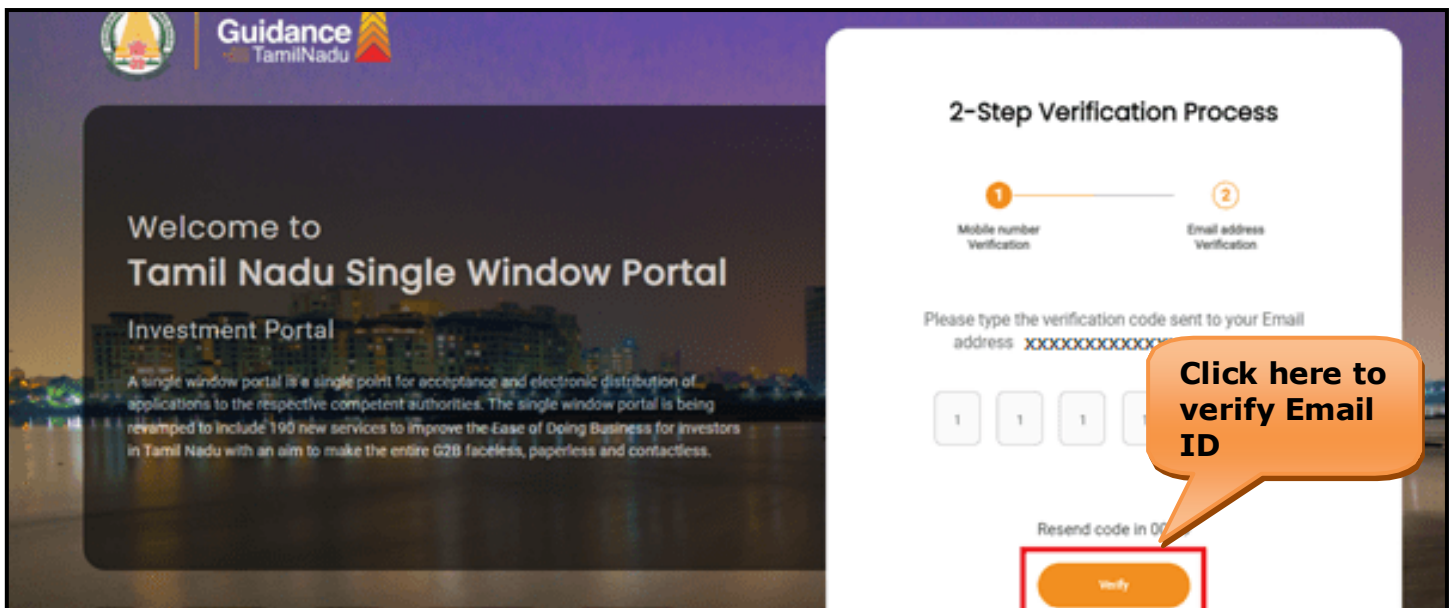 Guidance
TamilNadu
Welcome to
Tamil Nadu Single Window Portal
Investment Portal
A single window portal is a single point for acceptance and electronic distribution of
applications to the respective competent authorities. The single window portal is being
revamped to include 190 new services to improve the Ease of Doing Business for investors
in Tamil Nadu with an aim to make the entire G2B faceless, paperless and contactless.
2-Step Verification Process
1
2
Mobile number
Verification
Email address
Verification
Please type the verification code sent to your Email
address XXXXXXXXXXXXX
1 1 1 1
Click here to
verify Email
ID
Resend code in
Verify